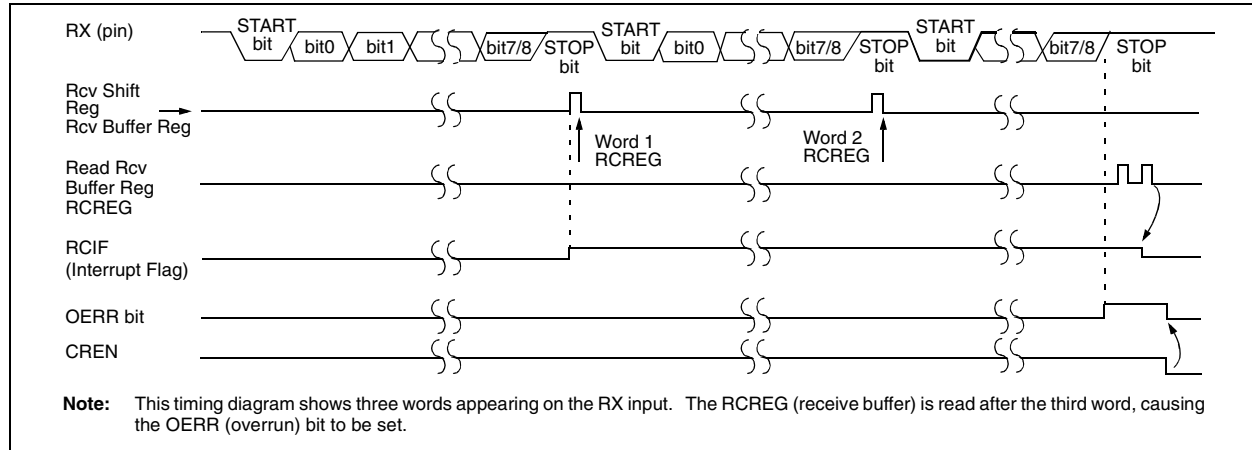 RX (pin)
START
bit
bit0
bit1
bit7/8
STOP
bit
START
bit
bit0
bit7/8
STOP
bit
START
bit
bit7/8
STOP
bit
Rcv Shift
Reg
Rcv Buffer Reg
Word 1
RCREG
Word 2
RCREG
Read Rcv
Buffer Reg
RCREG
RCIF
(Interrupt Flag)
OERR bit
CREN
Note: This timing diagram shows three words appearing on the RX input. The RCREG (receive buffer) is read after the third word, causing
the OERR (overrun) bit to be set.